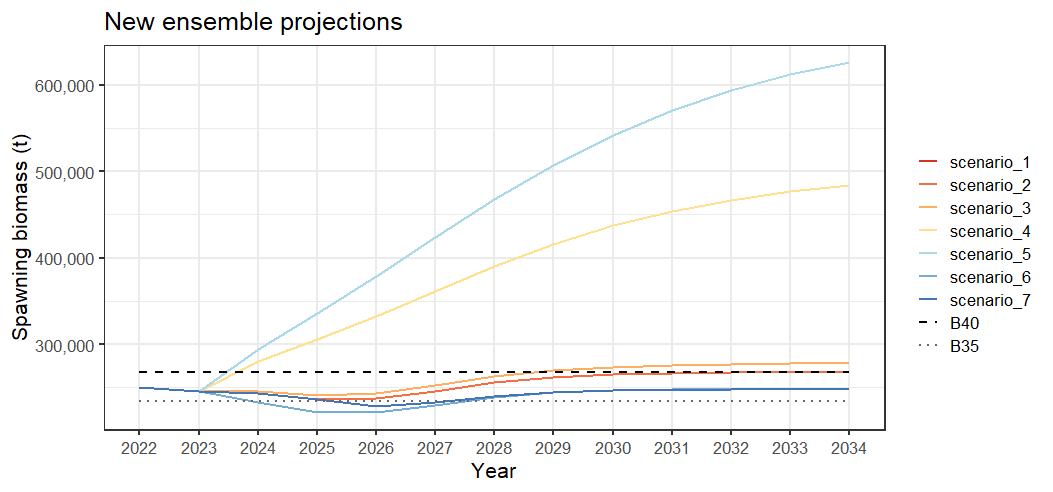 New ensemble projections
Spawning biomass (t)
600,000
500,000
400,000
300,000
2022 2023 2024 2025 2026 2027 2028 2029 2030 2031 2032 2033 2034
Year
scenario_1
scenario_2
scenario_3
scenario_4
scenario_5
scenario_6
scenario_7
B40
B35